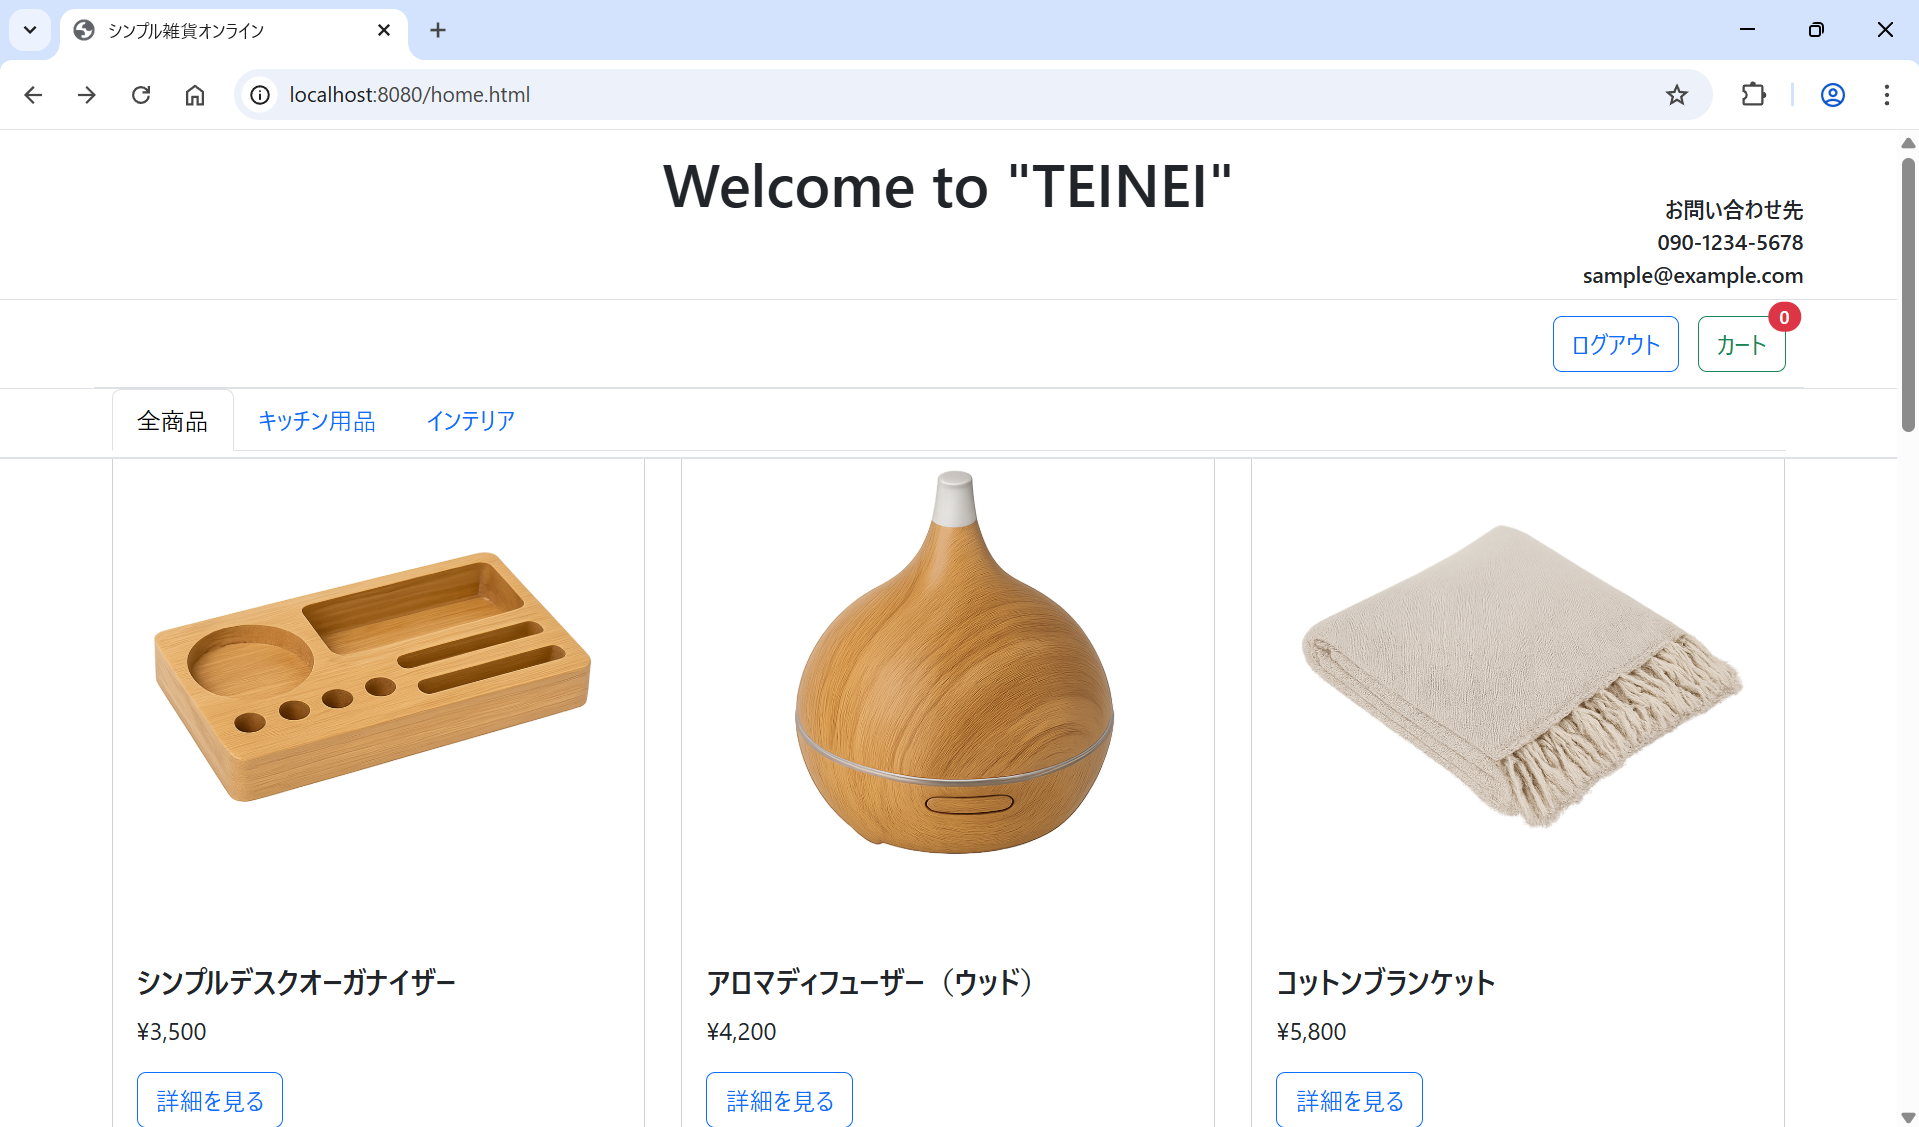 シンプル雑貨オンライン
localhost:8080/home.html
Welcome to "TEINEI"
お問い合わせ先
090-1234-5678
sample@example.com
ログアウト
カート
0
全商品
キッチン用品
インテリア
シンプルデスクオーガナイザー
¥3,500
詳細を見る
アロマディフューザー（ウッド）
¥4,200
詳細を見る
コットンブランケット
¥5,800
詳細を見る